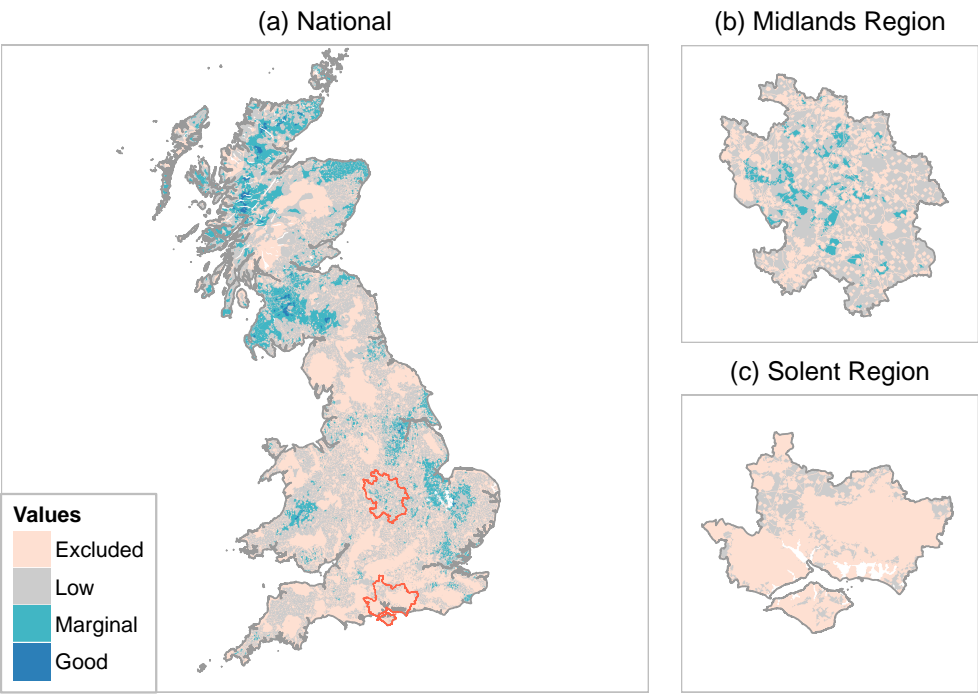 (a) National
(b) Midlands Region
(c) Solent Region
Values
Excluded
Low
Marginal
Good